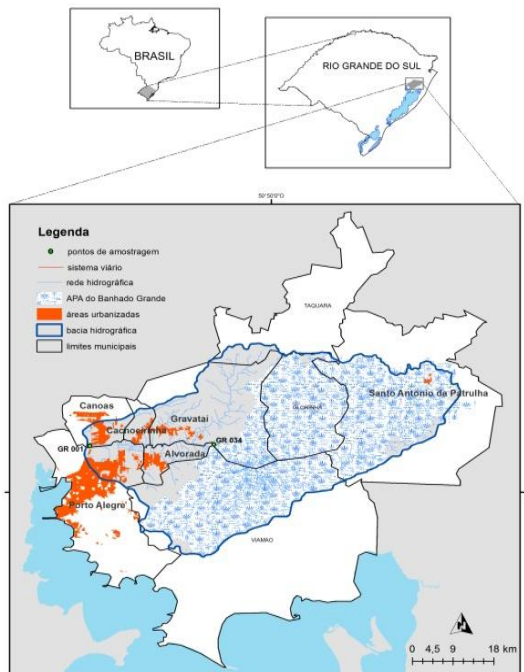 BRASIL
RIO GRANDE DO SUL
50°50'0"O
Legenda
pontos de amostragem
sistema viário
rede hidrográfica
APA do Banhado Grande
áreas urbanizadas
bacia hidrográfica
limites municipais
TAQUARA
Santo Antonio da Patrulha
GLORINHA
Canoas
Gravataí
Cachoeirinha
GR 001
GR 034
Alvorada
Porto Alegre
VIAMAO
0 4,5 9 18 km